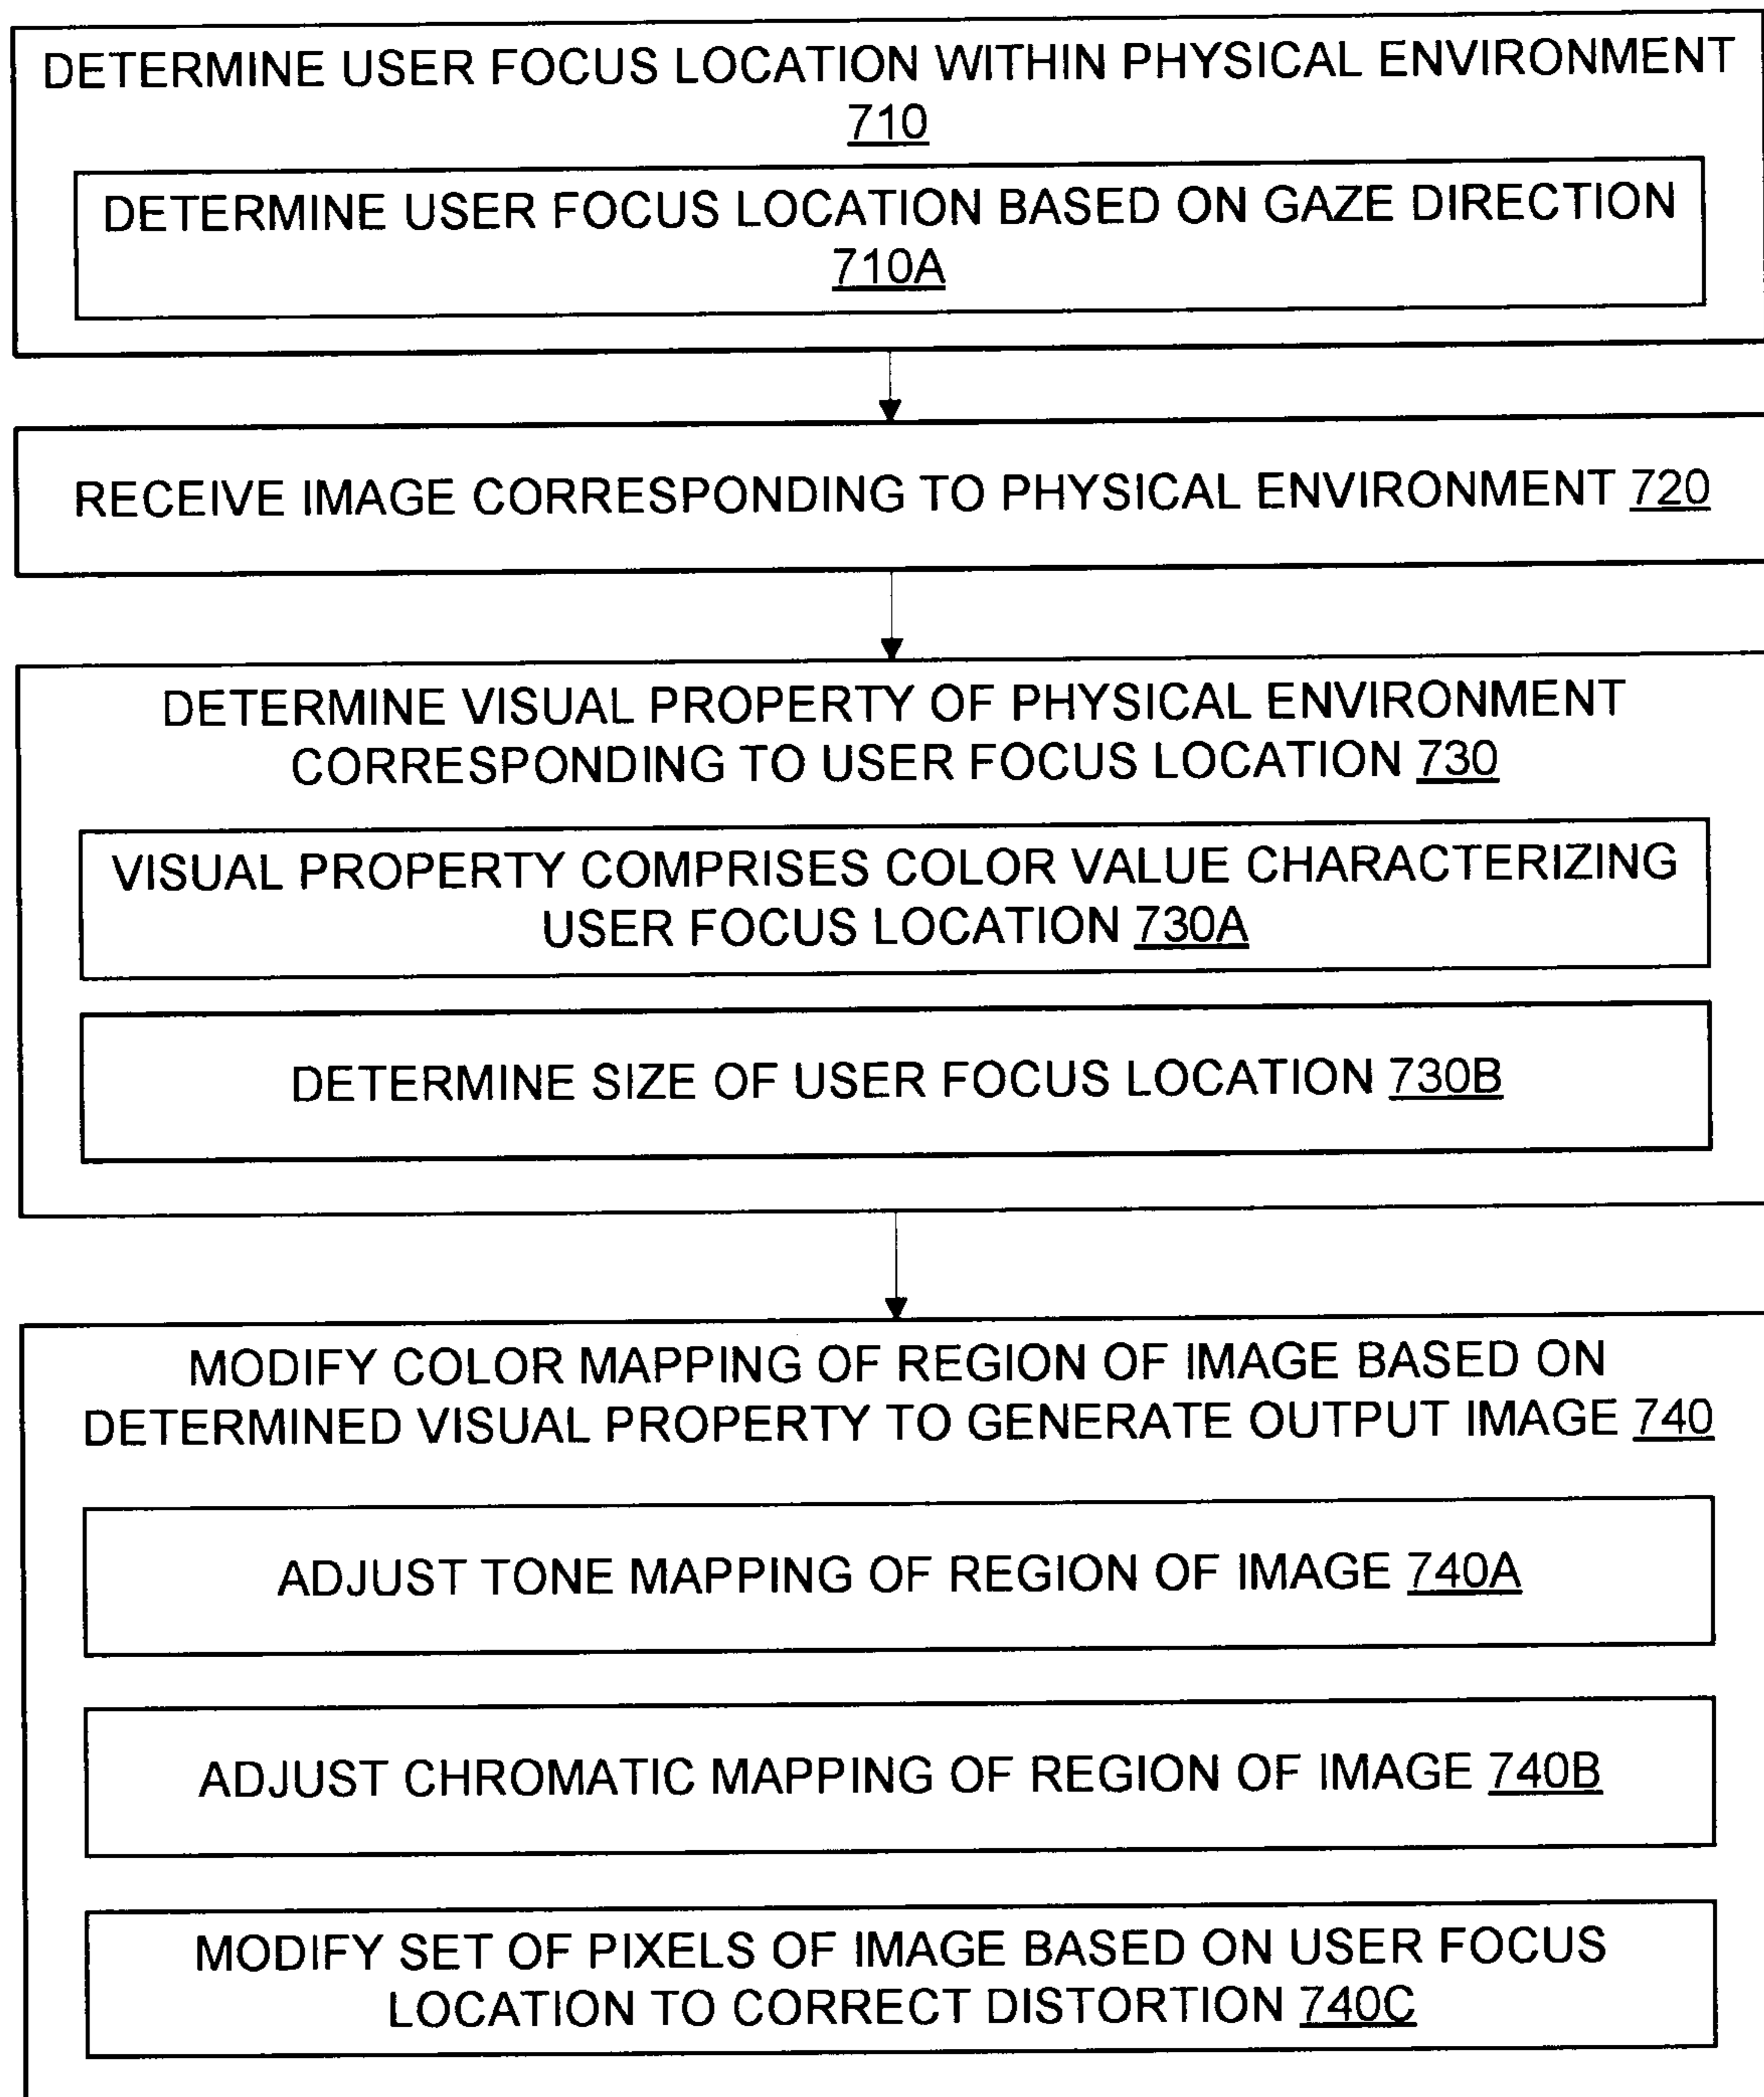 DETERMINE USER FOCUS LOCATION WITHIN PHYSICAL ENVIRONMENT
710
DETERMINE USER FOCUS LOCATION BASED ON GAZE DIRECTION
710A
RECEIVE IMAGE CORRESPONDING TO PHYSICAL ENVIRONMENT 720
DETERMINE VISUAL PROPERTY OF PHYSICAL ENVIRONMENT
CORRESPONDING TO USER FOCUS LOCATION 730
VISUAL PROPERTY COMPRISES COLOR VALUE CHARACTERIZING
USER FOCUS LOCATION 730A
DETERMINE SIZE OF USER FOCUS LOCATION 730B
MODIFY COLOR MAPPING OF REGION OF IMAGE BASED ON
DETERMINED VISUAL PROPERTY TO GENERATE OUTPUT IMAGE 740
ADJUST TONE MAPPING OF REGION OF IMAGE 740A
ADJUST CHROMATIC MAPPING OF REGION OF IMAGE 740B
MODIFY SET OF PIXELS OF IMAGE BASED ON USER FOCUS
LOCATION TO CORRECT DISTORTION 740C